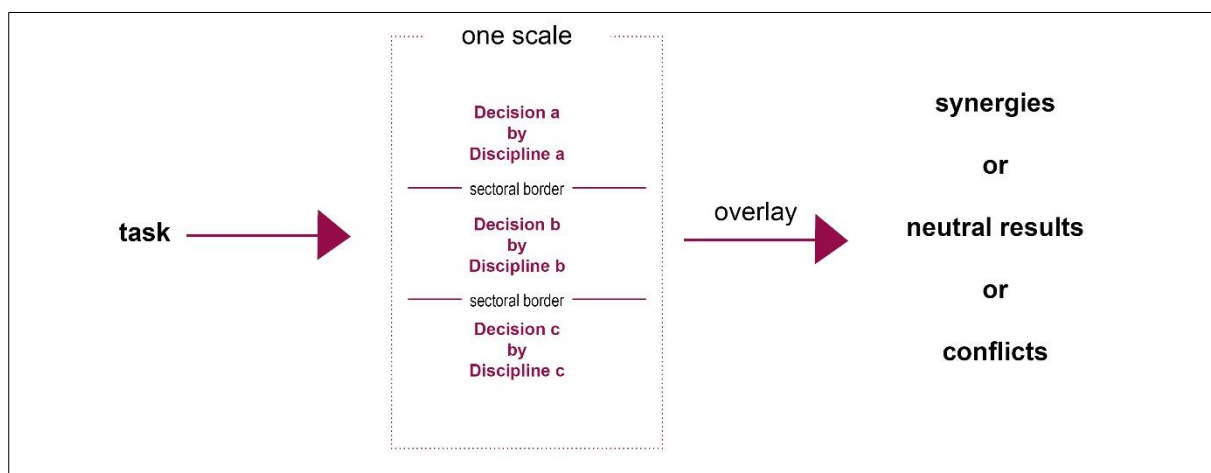 one scale
Decision a
by
Discipline a
sectoral border
task
Decision b
by
Discipline b
sectoral border
Decision c
by
Discipline c
overlay
synergies
or
neutral results
or
conflicts